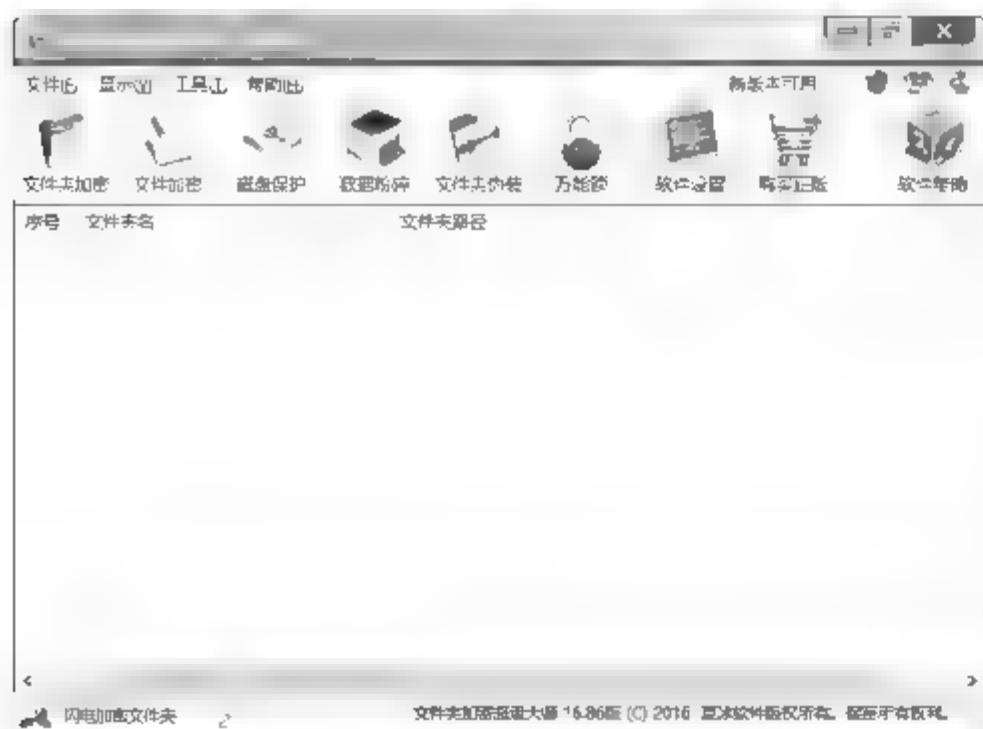 文件(F) 显示(V) 工具(T) 帮助(H) 新版本可用
文件夹加密 文件加密 磁盘保护 数据粉碎 文件夹伪装 万能锁 软件设置 购买正版 软件帮助
序号 文件夹名 文件夹路径
闪电加密文件夹 文件夹加密超级大师 16.86版 (C) 2016 夏冰软件版权所有。保留所有权利。